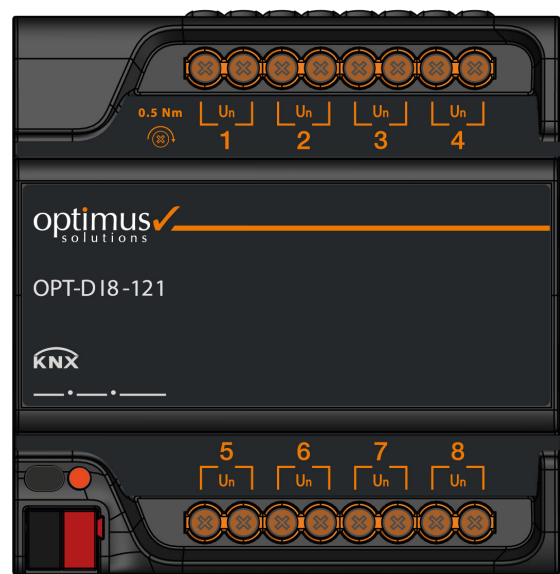 0.5 Nm
Un Un Un Un
1 2 3 4
optimus
solutions
OPT-DI8-121
KNX
5 6 7 8
Un Un Un Un